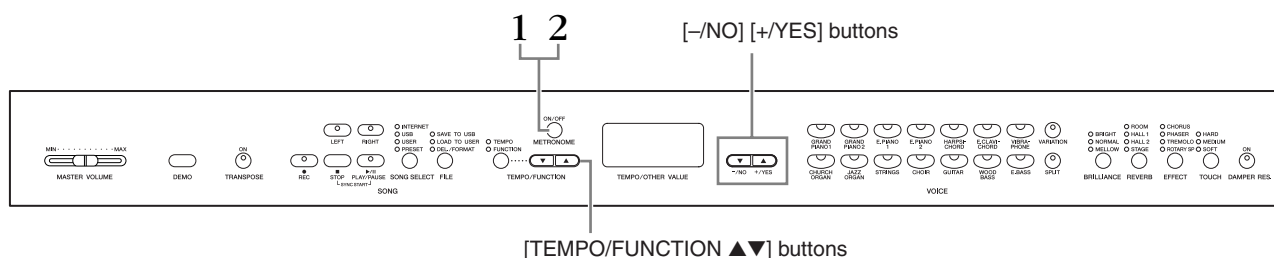 1 2
[–/NO] [+/YES] buttons
MIN MAX
MASTER VOLUME
DEMO
ON
TRANSPOSE
LEFT RIGHT
REC
STOP
▶/II
PLAY/PAUSE
SYNC.START
SONG
INTERNET
USB
USER
PRESET
SONG SELECT
SAVE TO USB
LOAD TO USER
DEL./FORMAT
FILE
TEMPO
FUNCTION
ON/OFF
METRONOME
▼ ▲
TEMPO/FUNCTION
TEMPO/OTHER VALUE
▼ ▲
–/NO +/YES
GRAND PIANO 1
GRAND PIANO 2
E.PIANO 1
E.PIANO 2
HARPSI-
CHORD
E.CLAVI-
CHORD
VIBRA-
PHONE
VARIATION
CHURCH ORGAN
JAZZ ORGAN
STRINGS
CHOIR
GUITAR
WOOD BASS
E.BASS
SPLIT
VOICE
BRIGHT
NORMAL
MELLOW
BRILLIANCE
ROOM
HALL 1
HALL 2
STAGE
REVERB
CHORUS
PHASER
TREMOLO
ROTARY SP
EFFECT
HARD
MEDIUM
SOFT
TOUCH
ON
DAMPER RES.
[TEMPO/FUNCTION ▲▼] buttons